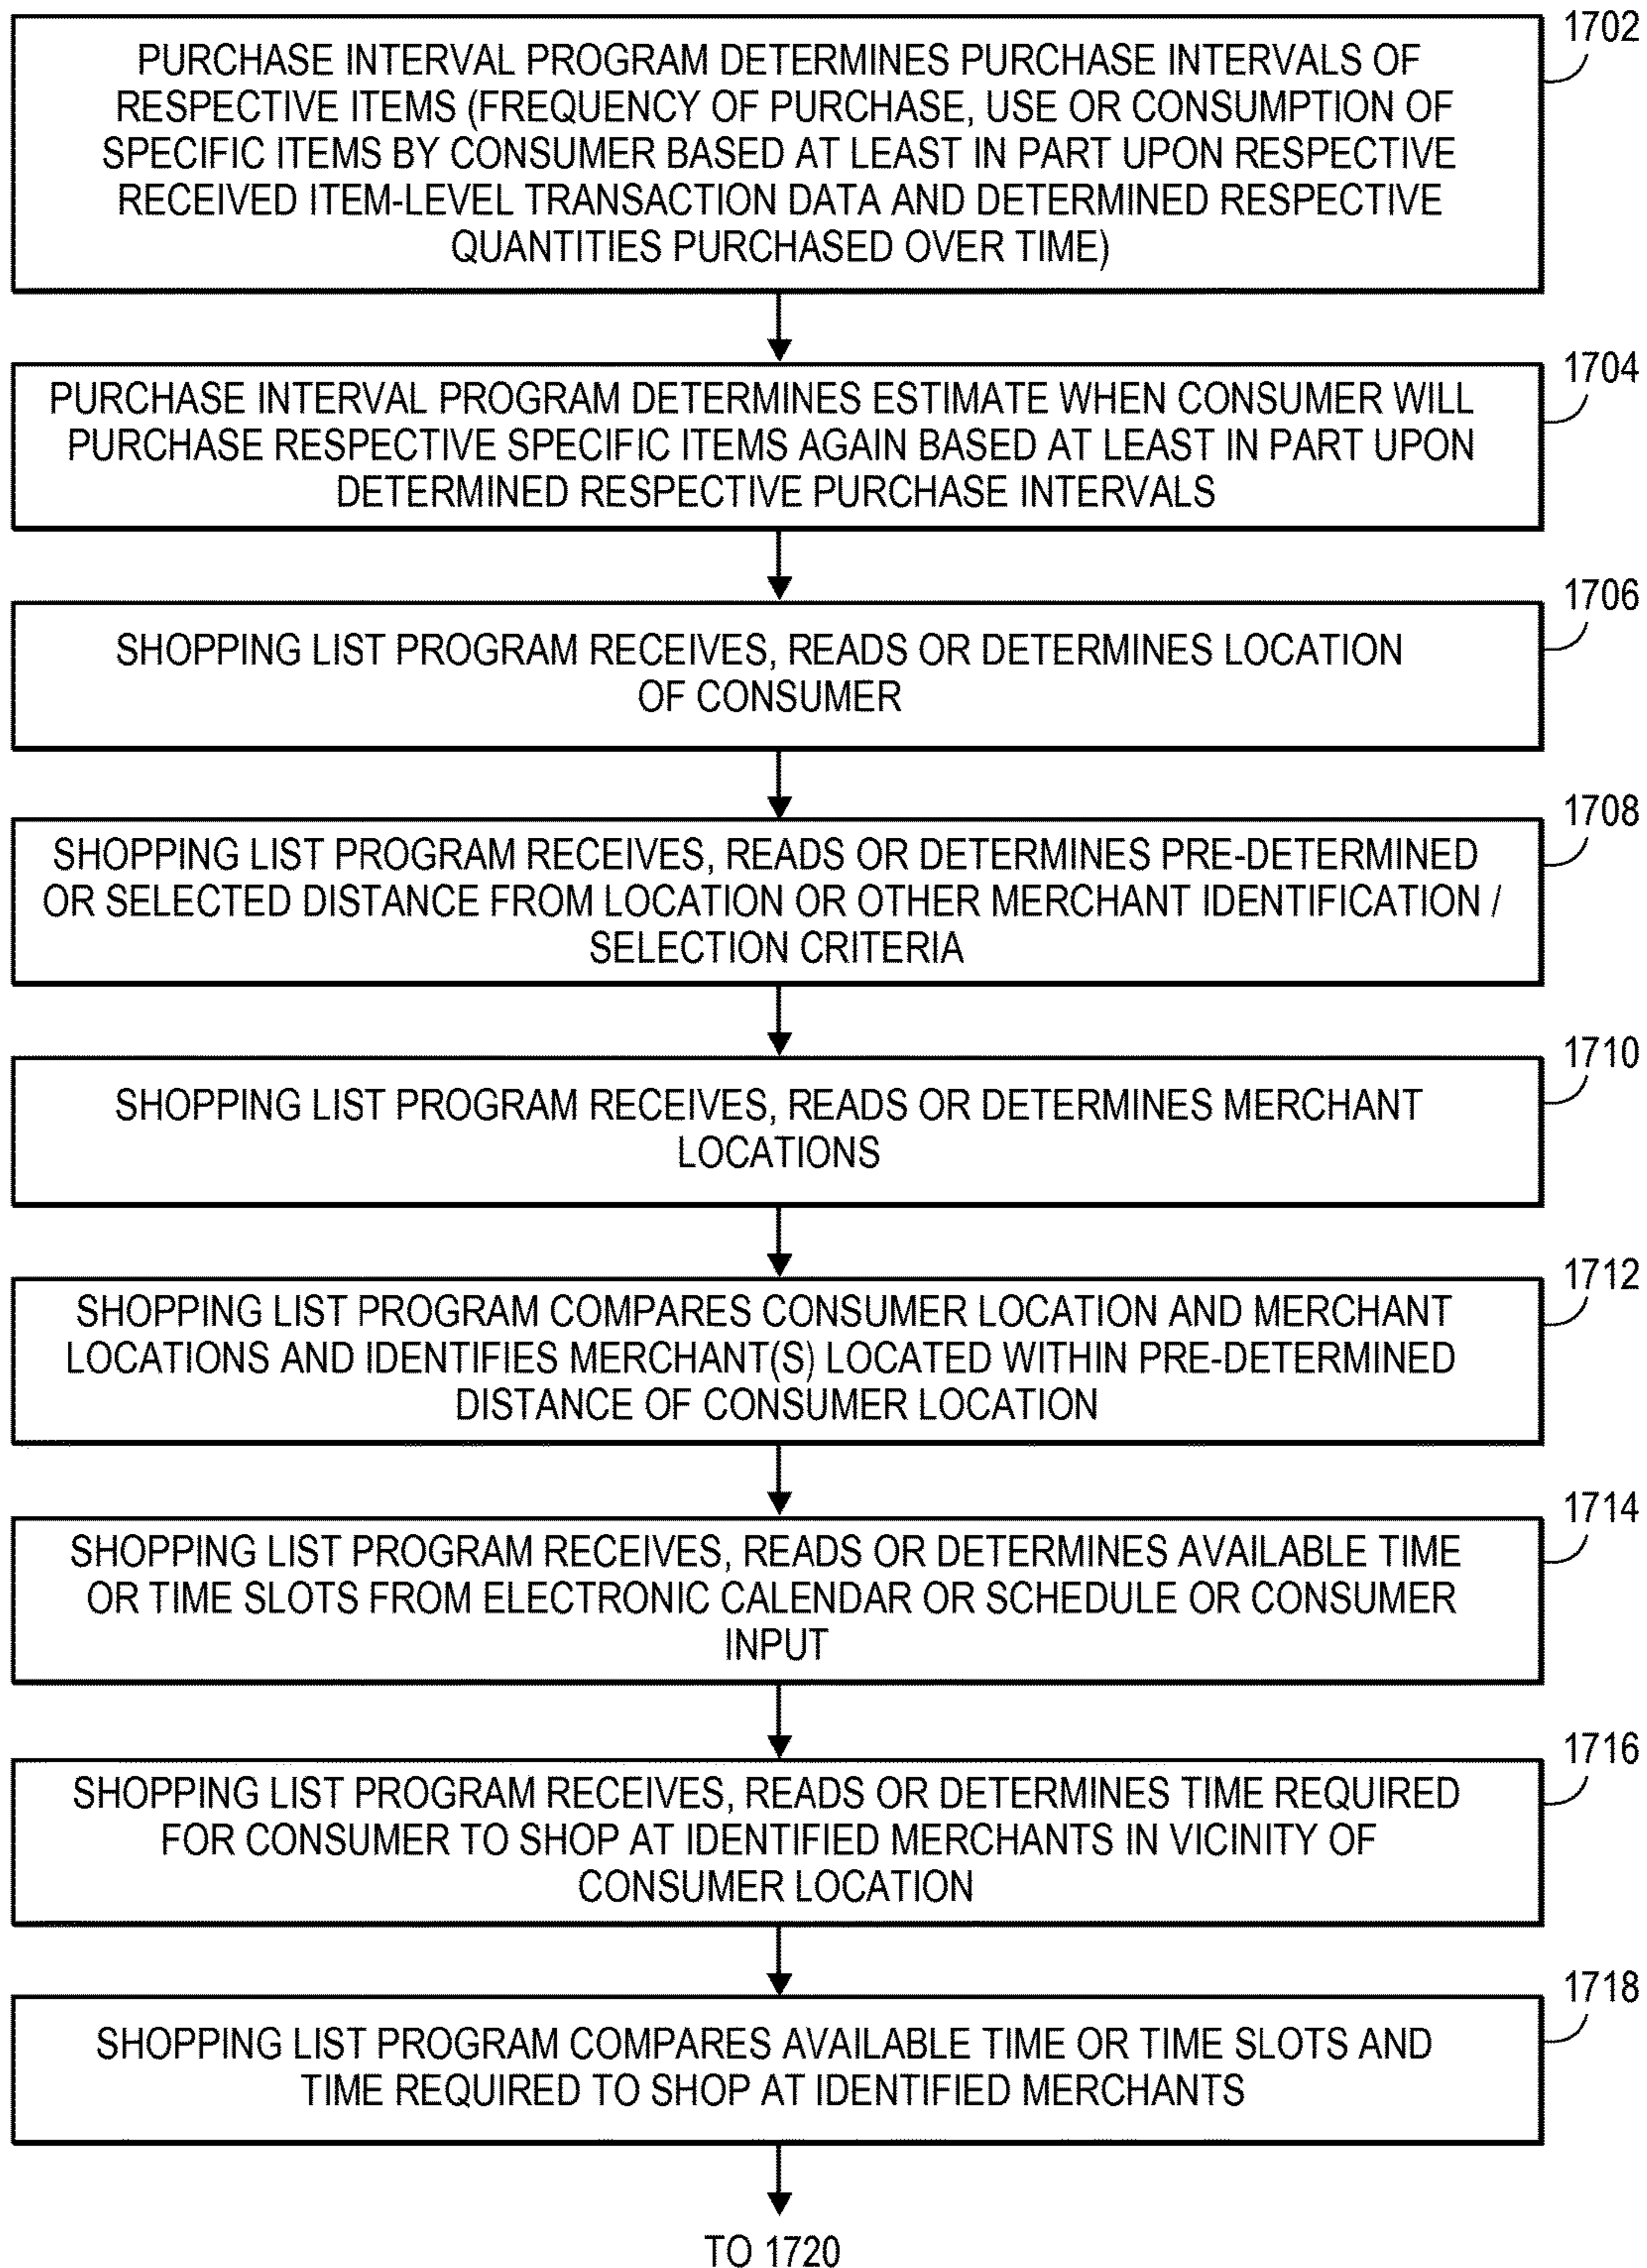 1702
PURCHASE INTERVAL PROGRAM DETERMINES PURCHASE INTERVALS OF
RESPECTIVE ITEMS (FREQUENCY OF PURCHASE, USE OR CONSUMPTION OF
SPECIFIC ITEMS BY CONSUMER BASED AT LEAST IN PART UPON RESPECTIVE
RECEIVED ITEM-LEVEL TRANSACTION DATA AND DETERMINED RESPECTIVE
QUANTITIES PURCHASED OVER TIME)
1704
PURCHASE INTERVAL PROGRAM DETERMINES ESTIMATE WHEN CONSUMER WILL
PURCHASE RESPECTIVE SPECIFIC ITEMS AGAIN BASED AT LEAST IN PART UPON
DETERMINED RESPECTIVE PURCHASE INTERVALS
1706
SHOPPING LIST PROGRAM RECEIVES, READS OR DETERMINES LOCATION
OF CONSUMER
1708
SHOPPING LIST PROGRAM RECEIVES, READS OR DETERMINES PRE-DETERMINED
OR SELECTED DISTANCE FROM LOCATION OR OTHER MERCHANT IDENTIFICATION /
SELECTION CRITERIA
1710
SHOPPING LIST PROGRAM RECEIVES, READS OR DETERMINES MERCHANT
LOCATIONS
1712
SHOPPING LIST PROGRAM COMPARES CONSUMER LOCATION AND MERCHANT
LOCATIONS AND IDENTIFIES MERCHANT(S) LOCATED WITHIN PRE-DETERMINED
DISTANCE OF CONSUMER LOCATION
1714
SHOPPING LIST PROGRAM RECEIVES, READS OR DETERMINES AVAILABLE TIME
OR TIME SLOTS FROM ELECTRONIC CALENDAR OR SCHEDULE OR CONSUMER
INPUT
1716
SHOPPING LIST PROGRAM RECEIVES, READS OR DETERMINES TIME REQUIRED
FOR CONSUMER TO SHOP AT IDENTIFIED MERCHANTS IN VICINITY OF
CONSUMER LOCATION
1718
SHOPPING LIST PROGRAM COMPARES AVAILABLE TIME OR TIME SLOTS AND
TIME REQUIRED TO SHOP AT IDENTIFIED MERCHANTS
TO 1720